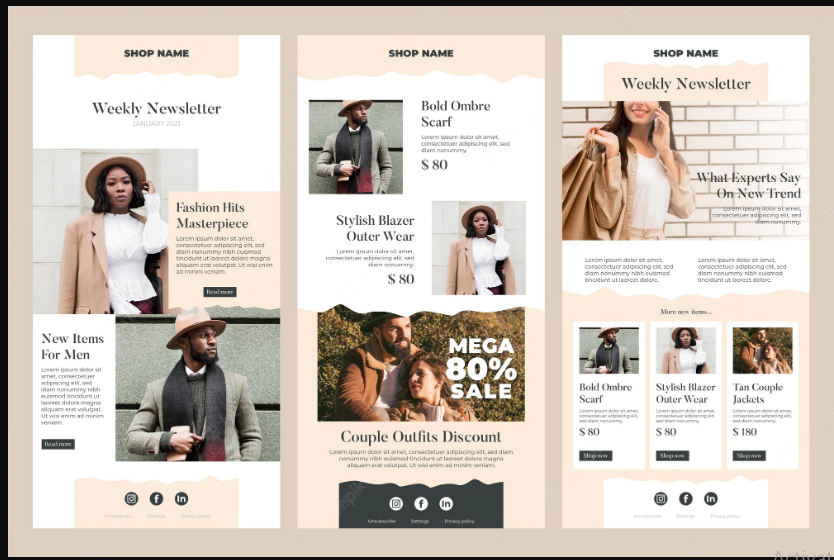 SHOP NAME
Weekly Newsletter
JANUARY 2021
Fashion Hits
Masterpiece
Lorem ipsum dolor sit amet,
consectetuer adipiscing elit, sed
diam nonummy nibh euismod
tincidunt ut laoreet dolore magna
aliquam erat volutpat. Ut wisi enim
ad minim veniam.
Read more
New Items
For Men
Lorem ipsum dolor sit
amet, consectetuer
adipiscing elit, sed diam
nonummy nibh
euismod tincidunt ut
laoreet dolore magna
aliquam erat volutpat.
Ut wisi enim ad minim
veniam.
Read more
Unsubscribe Settings Privacy policy
SHOP NAME
Bold Ombre
Scarf
Lorem ipsum dolor sit amet,
consectetuer adipiscing elit, sed
diam nonummy.
$ 80
Stylish Blazer
Outer Wear
Lorem ipsum dolor sit amet,
consectetuer adipiscing elit, sed
diam nonummy.
$ 80
MEGA
80%
SALE
Couple Outfits Discount
Lorem ipsum dolor sit amet, consectetuer adipiscing elit, sed diam
nonummy nibh euismod tincidunt ut laoreet dolore magna
aliquam erat volutpat. Ut wisi enim ad minim veniam.
Unsubscribe Settings Privacy policy
SHOP NAME
Weekly Newsletter
What Experts Say
On New Trend
Lorem ipsum dolor sit amet,
consectetuer adipiscing elit, sed
diam nonummy.
Lorem ipsum dolor sit amet,
consectetuer adipiscing elit, sed
diam nonummy nibh euismod
tincidunt ut laoreet dolore
magna.
Lorem ipsum dolor sit amet,
consectetuer adipiscing elit, sed
diam nonummy nibh euismod
tincidunt ut laoreet dolore
magna.
More new items...
Bold Ombre
Scarf
Lorem ipsum dolor sit amet,
consectetuer adipiscing elit, sed
diam nonummy.
$ 80
Shop now
Stylish Blazer
Outer Wear
Lorem ipsum dolor sit amet,
consectetuer adipiscing elit, sed
diam nonummy.
$ 80
Shop now
Tan Couple
Jackets
Lorem ipsum dolor sit amet,
consectetuer adipiscing elit, sed
diam nonummy.
$ 180
Shop now
Unsubscribe Settings Privacy policy